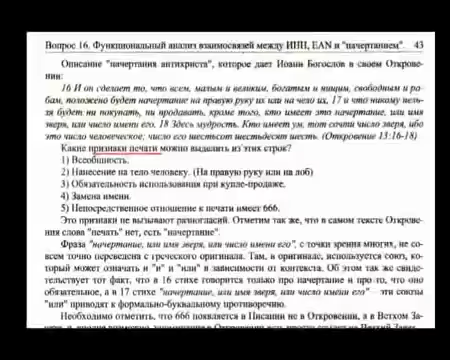 Вопрос 16. Функциональный анализ взаимосвязей между ИНН, EAN и "начертанием". 43
Описание "начертания антихриста", которое дает Иоанн Богослов в своем Открове-
нии:
16 И он сделает то, что всем, малым и великим, богатым и нищим, свободным и ра-
бам, положено будет начертание на правую руку их или на чело их, 17 и что никому нель-
зя будет ни покупать, ни продавать, кроме того, кто имеет это начертание, или имя
зверя, или число имени его. 18 Здесь мудрость. Кто имеет ум, тот сочти число зверя, ибо
это число человеческое; число его шестьсот шестьдесят шесть. (Откровение 13:16-18)
Какие признаки печати можно выделить из этих строк?
1) Всеобщность.
2) Нанесение на тело человеку. (На правую руку или на лоб)
3) Обязательность использования при купле-продаже.
4) Замена имени.
5) Непосредственное отношение к печати имеет 666.
Это признаки не вызывают разногласий. Отметим так же, что в самом тексте Открове-
ния слова "печать" нет, есть "начертание".
Фраза "начертание, или имя зверя, или число имени его", с точки зрения многих, не со-
всем точно переведена с греческого оригинала. Там, в оригинале, используется союз, ко-
торый может означать и "и" и "или" в зависимости от контекста. Об этом так же свиде-
тельствует тот факт, что в 16 стихе говорится только про начертание и про то, что оно
обязательно, а в 17 стихе "начертание, или имя зверя, или число имени его" – эти союзы
"или" приводят к формально-буквальному противоречию.
Необходимо отметить, что 666 появляется в Писании не в Откровении, а в Ветхом За-